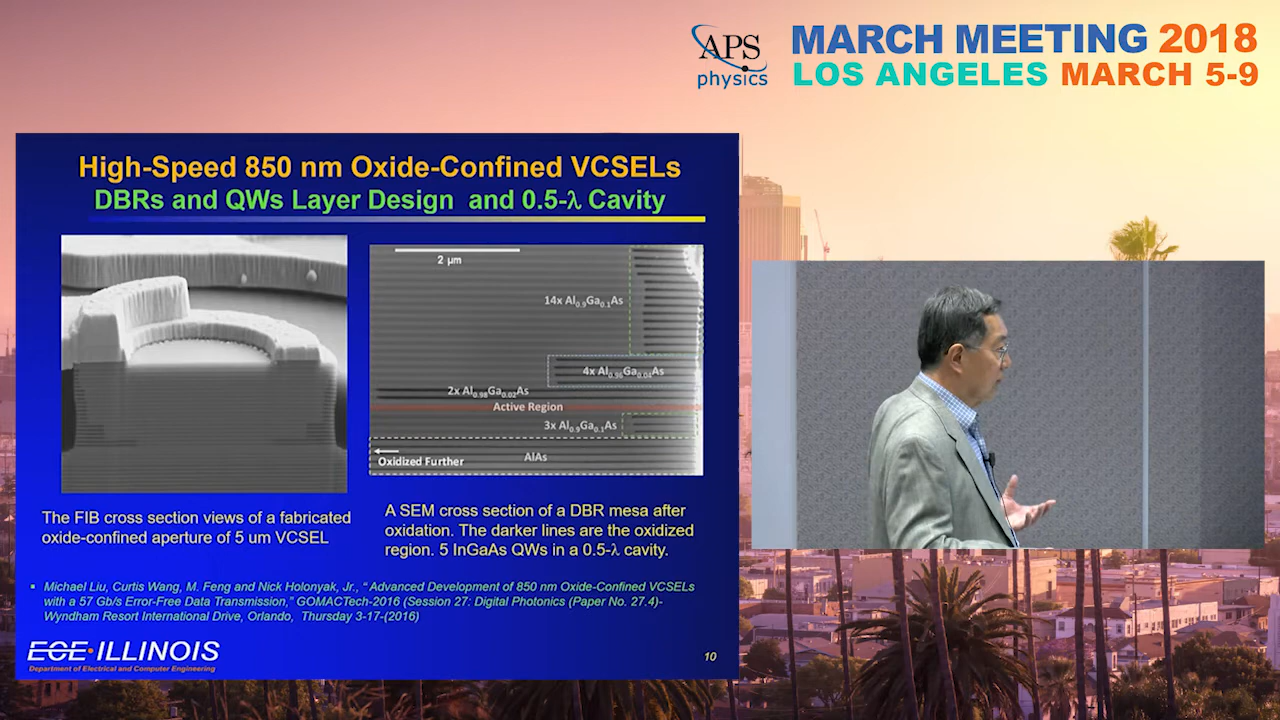 APS
physics
MARCH MEETING 2018
LOS ANGELES MARCH 5-9
High-Speed 850 nm Oxide-Confined VCSELs
DBRs and QWs Layer Design and 0.5-λ Cavity
2 µm
14x Al0.9Ga0.1As
4x Al0.96Ga0.04As
2x Al0.98Ga0.02As
Active Region
3x Al0.9Ga0.1As
AlAs
Oxidized Further
The FIB cross section views of a fabricated
oxide-confined aperture of 5 um VCSEL
A SEM cross section of a DBR mesa after
oxidation. The darker lines are the oxidized
region. 5 InGaAs QWs in a 0.5-λ cavity.
▪ Michael Liu, Curtis Wang, M. Feng and Nick Holonyak, Jr., “ Advanced Development of 850 nm Oxide-Confined VCSELs
with a 57 Gb/s Error-Free Data Transmission,” GOMACTech-2016 (Session 27: Digital Photonics (Paper No. 27.4)-
Wyndham Resort International Drive, Orlando, Thursday 3-17-(2016)
ECE·ILLINOIS
Department of Electrical and Computer Engineering
10